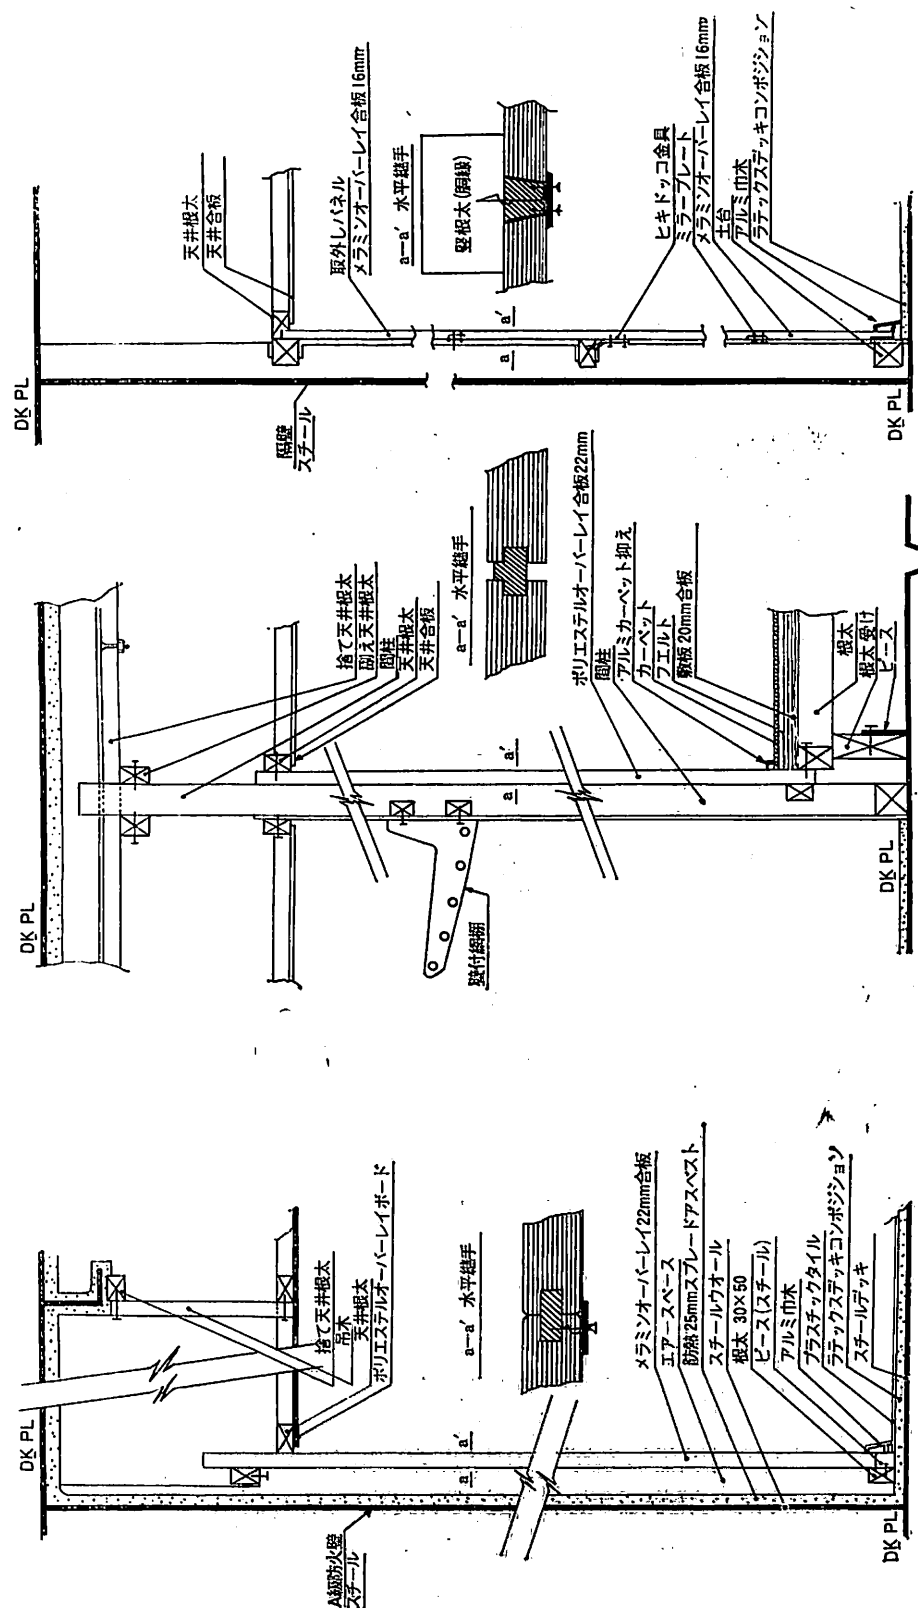 DK PL
天井根太
天井合板
取外しパネル
メラミンオーバーレイ合板16mm
a—a′ 水平継手
竪根太(胴縁)
ヒキドッコ金具
ミラープレート
メラミンオーバーレイ合板16mm
土台
アルミ巾木
ラテックスデッキコンポジション
a
a′
隔壁
スチール
DK PL
DK PL
捨て天井根太
副え天井根太
間柱
天井根太
天井合板
a—a′ 水平継手
ポリエステルオーバーレイ合板22mm
間柱
アルミカーペット抑え
カーペット
フエルト
敷板20mm合板
根太
根太受け
ピース
a
a′
壁付網棚
DK PL
DK PL
捨て天井根太
吊木
天井根太
ポリエステルオーバーレイボード
a—a′ 水平継手
メラミンオーバーレイ22mm合板
エアースペース
防熱25mmスプレードアスベスト
スチールウオール
根太 30×50
ピース(スチール)
アルミ巾木
プラスチックタイル
ラテックスデッキコンポジション
スチールデッキ
a
a′
A級防火壁
スチール
DK PL